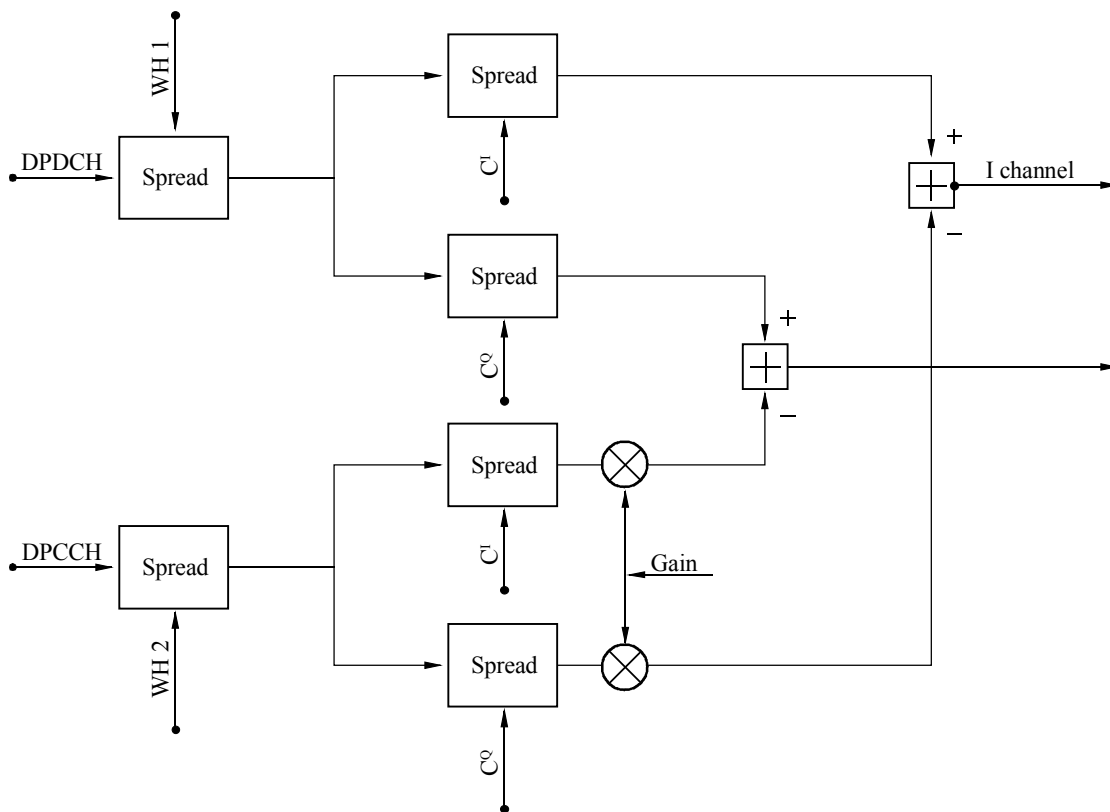 WH 1
Spread
C^I
DPDCH
Spread
+
I channel
−
Spread
C^Q
+
−
Spread
C^I
DPCCH
Spread
Gain
WH 2
Spread
C^Q